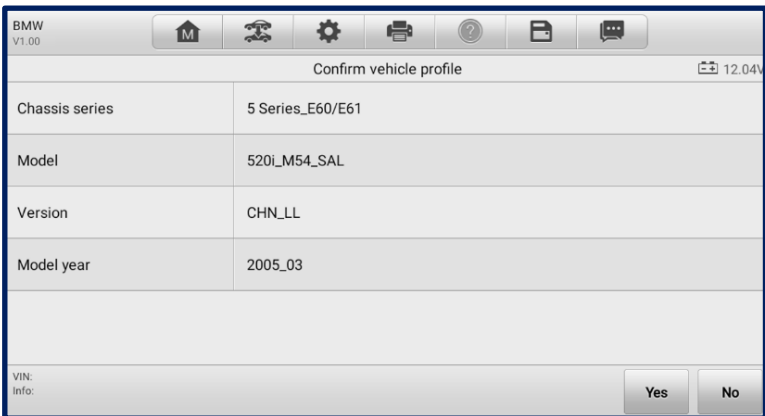 BMW
V1.00
M
?
Confirm vehicle profile
12.04V
Chassis series 5 Series_E60/E61
Model 520i_M54_SAL
Version CHN_LL
Model year 2005_03
VIN:
Info:
Yes No